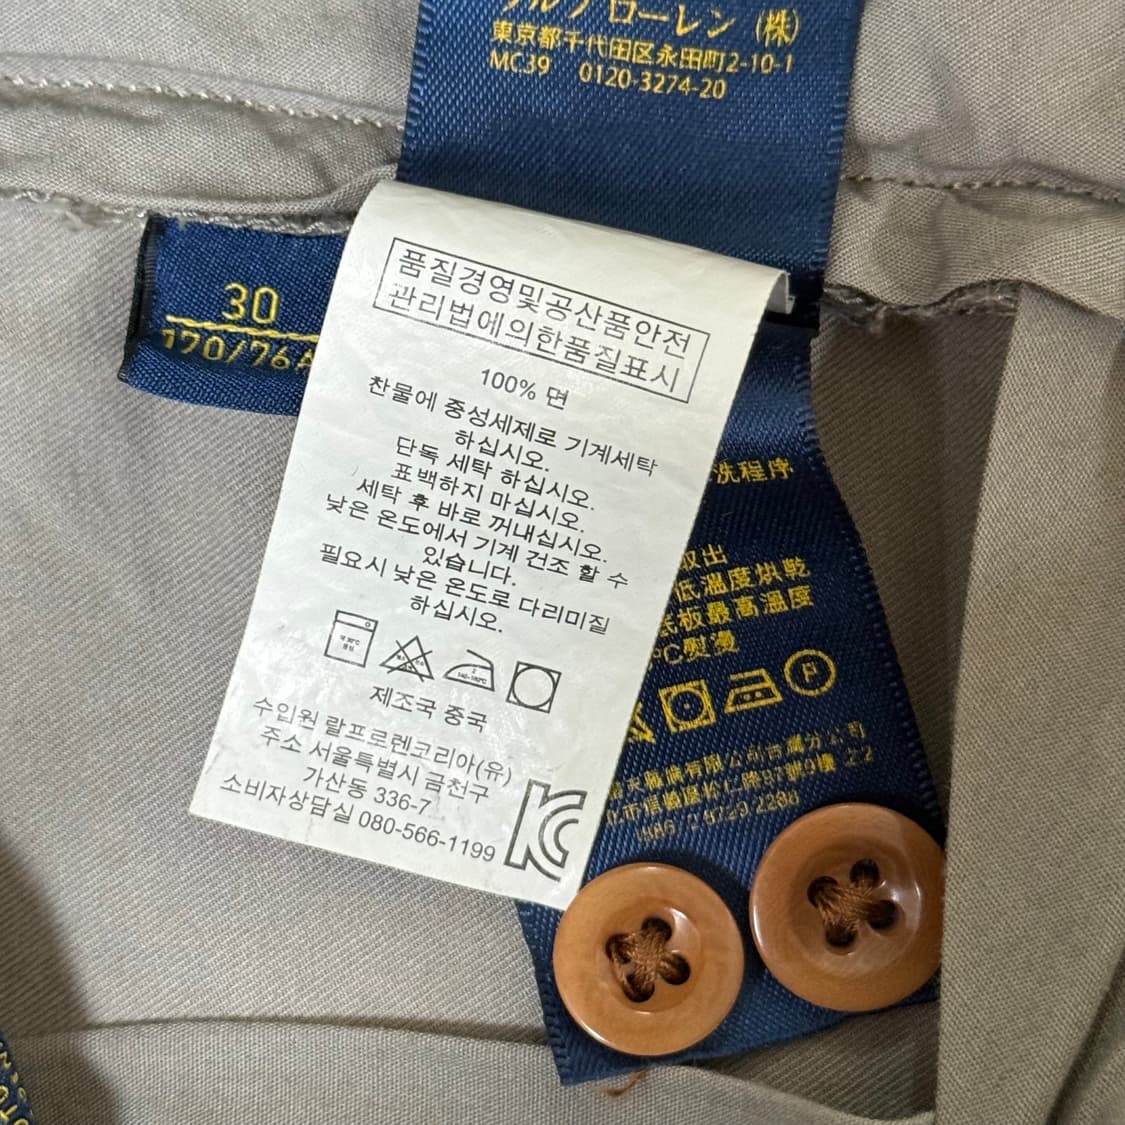 ラルフ ローレン (株)
東京都千代田区永田町2-10-1
MC39 0120-3274-20
30
170/76A
품질경영및공산품안전
관리법에의한품질표시
100% 면
찬물에 중성세제로 기계세탁
하십시오.
단독 세탁 하십시오.
표백하지 마십시오.
세탁 후 바로 꺼내십시오.
낮은 온도에서 기계 건조 할 수
있습니다.
필요시 낮은 온도로 다리미질
하십시오.
제조국 중국
수입원 랄프로렌코리아(유)
주소 서울특별시 금천구
가산동 336-7
소비자상담실 080-566-1199
KC
洗程序
取出
低溫度烘乾
底板最高溫度
°C熨燙
P